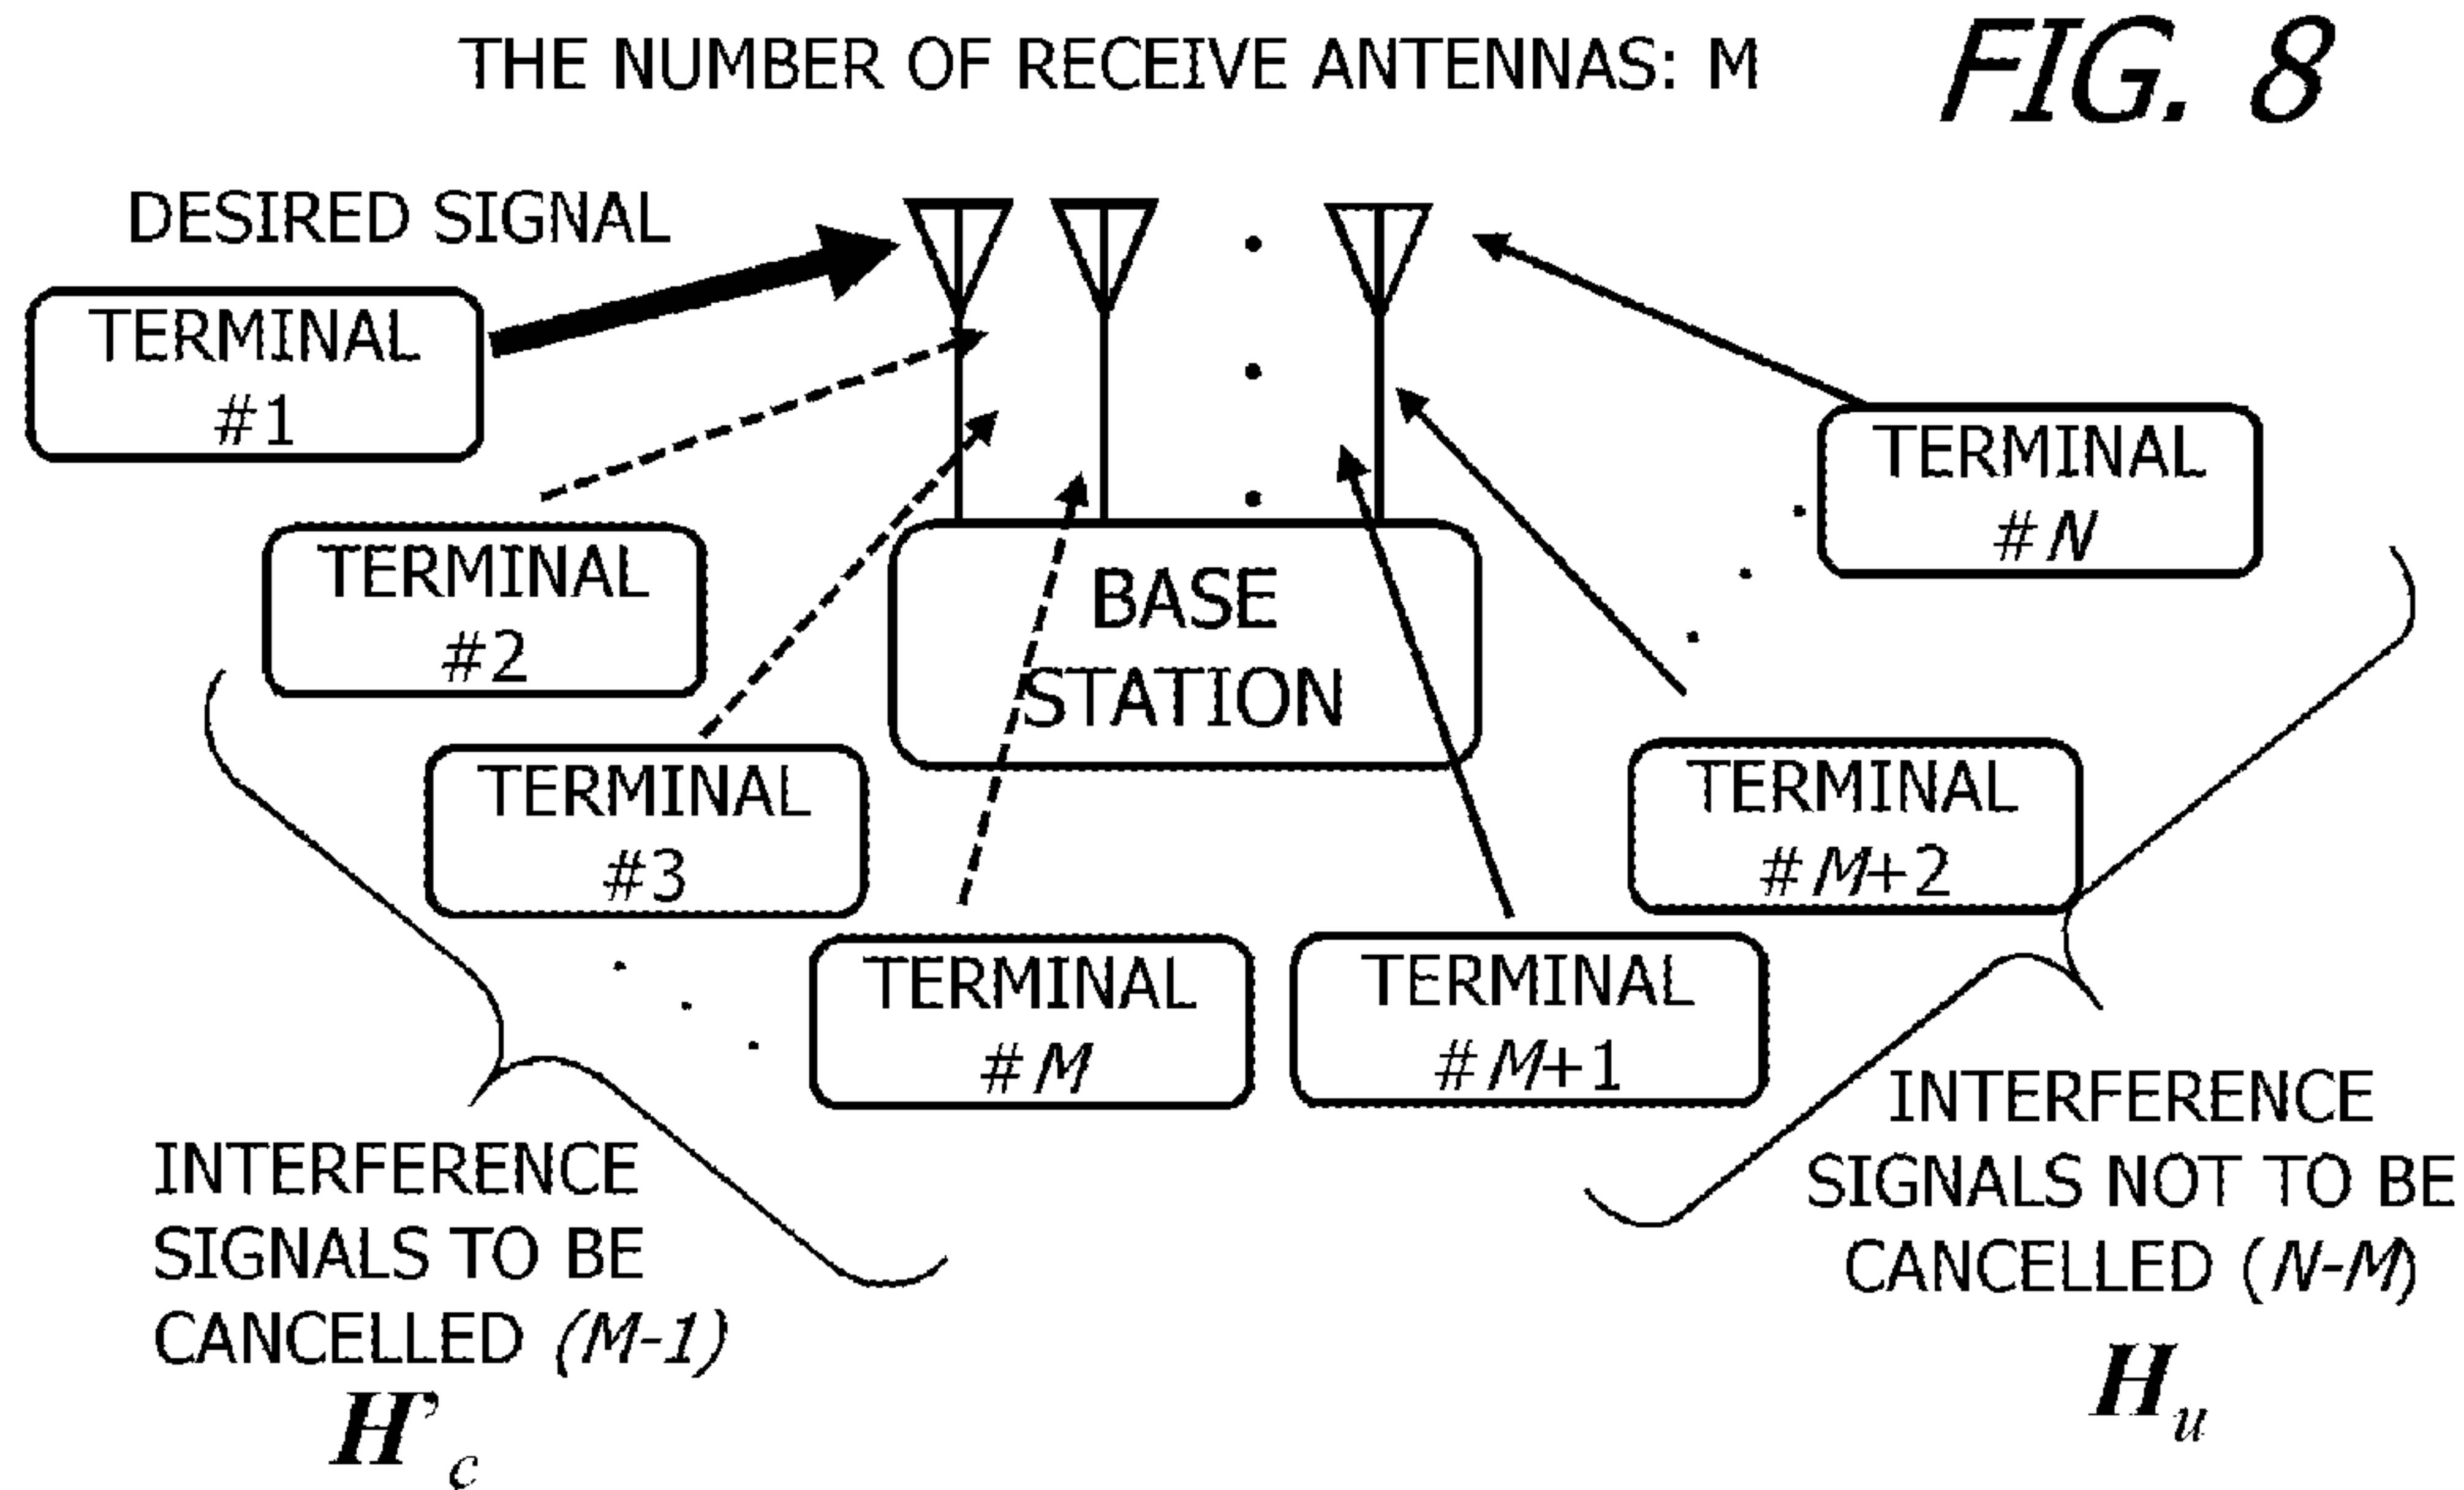 THE NUMBER OF RECEIVE ANTENNAS: M
FIG. 8
DESIRED SIGNAL
TERMINAL
#1
TERMINAL
#2
TERMINAL
#3
TERMINAL
#M
BASE
STATION
TERMINAL
#N
TERMINAL
#M+2
TERMINAL
#M+1
INTERFERENCE
SIGNALS TO BE
CANCELLED (M-1)
H'c
INTERFERENCE
SIGNALS NOT TO BE
CANCELLED (N-M)
Hu